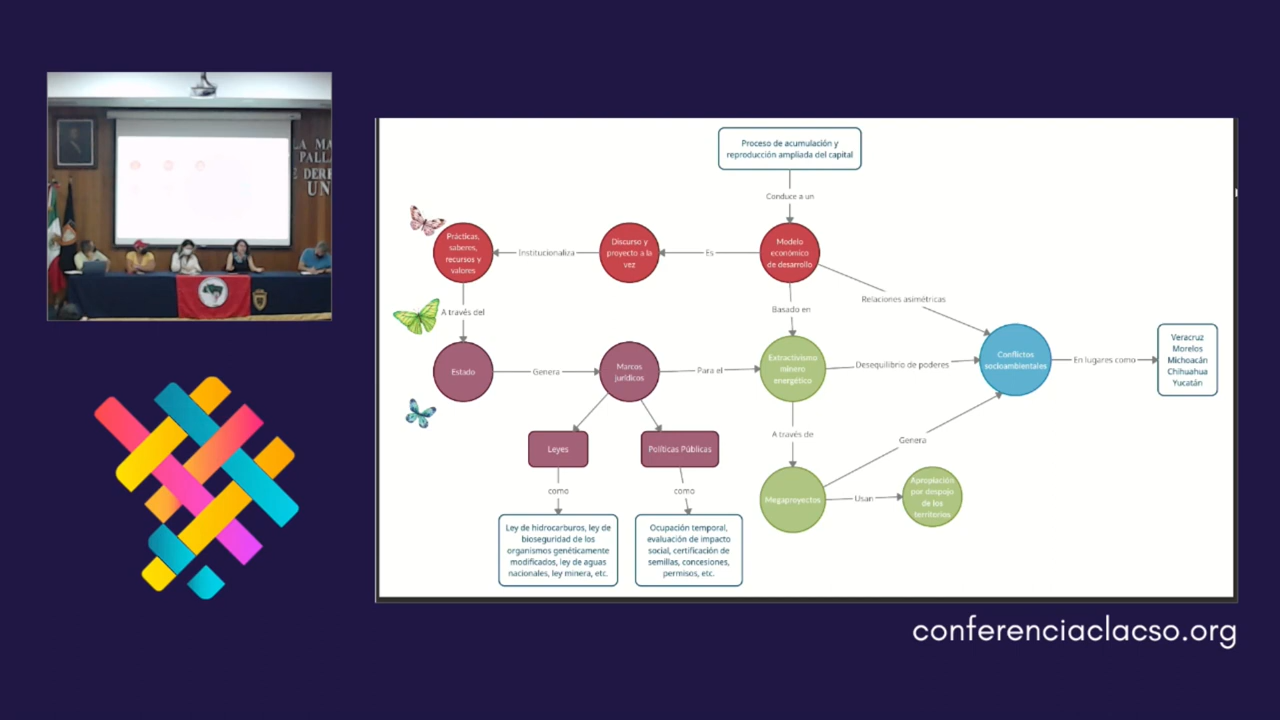 LA MA
PALL
E DERE
UN
Proceso de acumulación y
reproducción ampliada del capital
Conduce a un
Prácticas,
saberes,
recursos y
valores
Institucionaliza
Discurso y
proyecto a la
vez
Es
Modelo
económico
de desarrollo
Relaciones asimétricas
A través del
Basado en
Estado
Genera
Marcos
jurídicos
Para el
Extractivismo
minero
energético
Desequilibrio de poderes
Conflictos
socioambientales
En lugares como
Veracruz
Morelos
Michoacán
Chihuahua
Yucatán
Leyes
Políticas Públicas
A través de
Genera
como
como
Megaproyectos
Usan
Apropiación
por despojo
de los
territorios
Ley de hidrocarburos, ley de
bioseguridad de los
organismos genéticamente
modificados, ley de aguas
nacionales, ley minera, etc.
Ocupación temporal,
evaluación de impacto
social, certificación de
semillas, concesiones,
permisos, etc.
conferenciaclacso.org